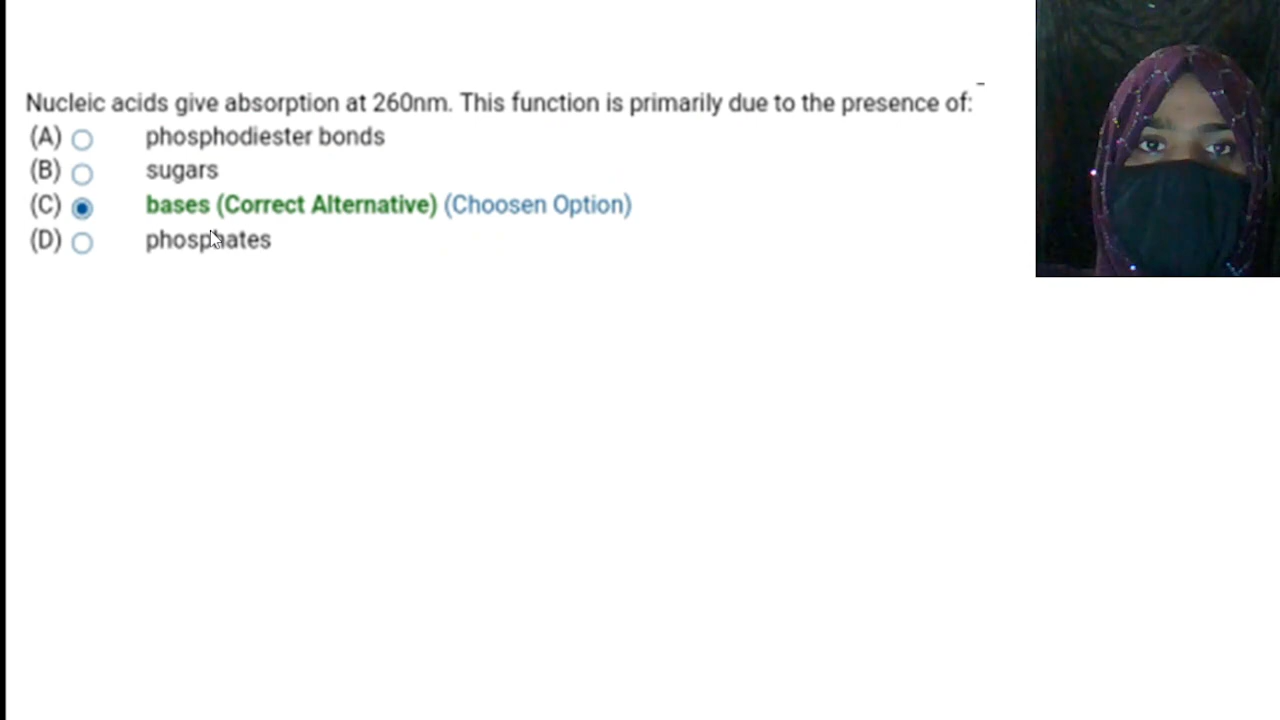 Nucleic acids give absorption at 260nm. This function is primarily due to the presence of:
(A) phosphodiester bonds
(B) sugars
(C) bases (Correct Alternative) (Choosen Option)
(D) phosphates